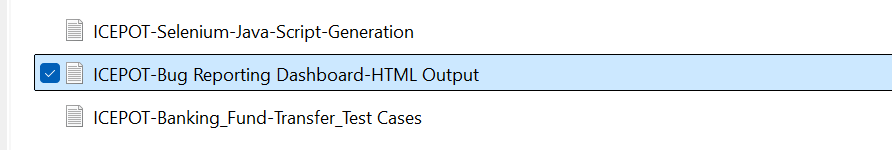 ICEPOT-Selenium-Java-Script-Generation
ICEPOT-Bug Reporting Dashboard-HTML Output
ICEPOT-Banking_Fund-Transfer_Test Cases